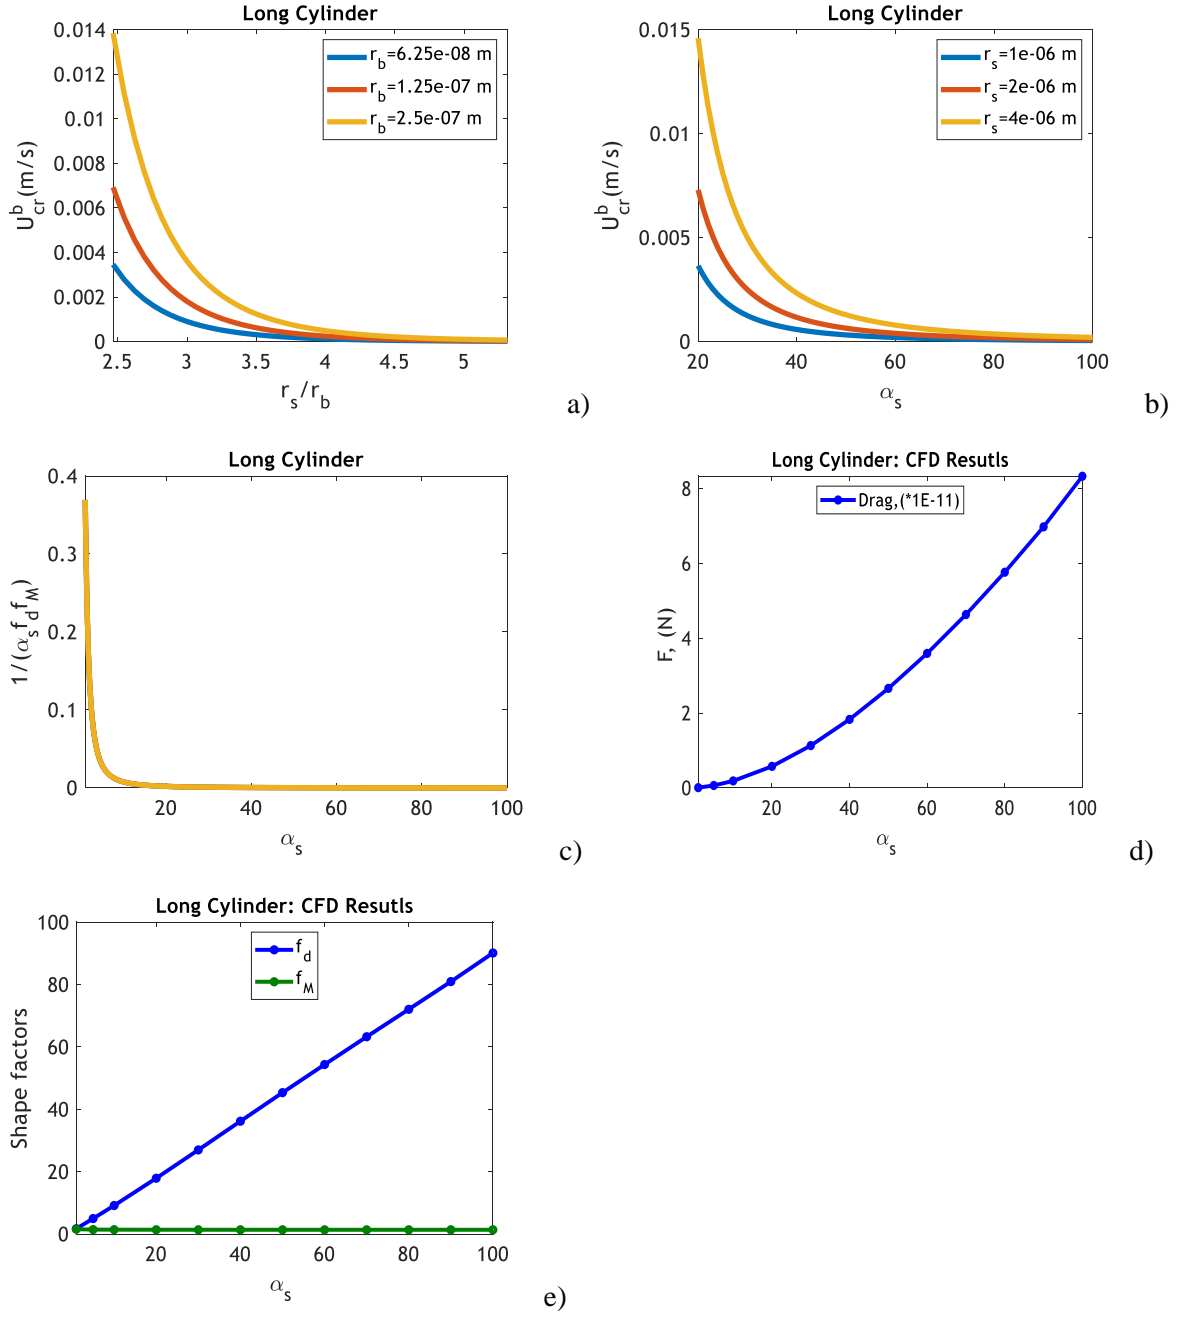 Long Cylinder
r_b=6.25e-08 m
r_b=1.25e-07 m
r_b=2.5e-07 m
0.014
0.012
0.01
0.008
0.006
0.004
0.002
0
U^b_cr(m/s)
2.5 3 3.5 4 4.5 5
r_s/r_b
a)
Long Cylinder
r_s=1e-06 m
r_s=2e-06 m
r_s=4e-06 m
0.015
0.01
0.005
0
U^b_cr(m/s)
20 40 60 80 100
α_s
b)
Long Cylinder
0.4
0.3
0.2
0.1
0
1/(α_s f_d f_M)
20 40 60 80 100
α_s
c)
Long Cylinder: CFD Resutls
Drag,(*1E-11)
8
6
4
2
0
F, (N)
20 40 60 80 100
α_s
d)
Long Cylinder: CFD Resutls
f_d
f_M
100
80
60
40
20
0
Shape factors
20 40 60 80 100
α_s
e)